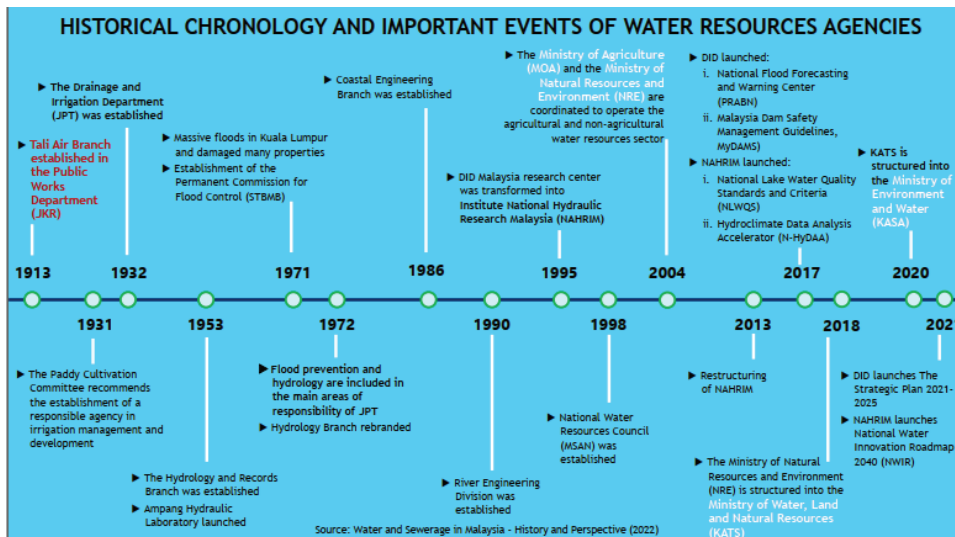 HISTORICAL CHRONOLOGY AND IMPORTANT EVENTS OF WATER RESOURCES AGENCIES
► Tali Air Branch
established in
the Public
Works
Department
(JKR)
1913
► The Drainage and
Irrigation Department
(JPT) was established
1932
► Massive floods in Kuala Lumpur
and damaged many properties
► Establishment of the
Permanent Commission for
Flood Control (STBMB)
1971
► Coastal Engineering
Branch was established
1986
► DID Malaysia research center
was transformed into
Institute National Hydraulic
Research Malaysia (NAHRIM)
1995
► The Ministry of Agriculture
(MOA) and the Ministry of
Natural Resources and
Environment (NRE) are
coordinated to operate the
agricultural and non-agricultural
water resources sector
2004
► DID launched:
i. National Flood Forecasting
and Warning Center
(PRABN)
ii. Malaysia Dam Safety
Management Guidelines,
MyDAMS)
► NAHRIM launched:
i. National Lake Water Quality
Standards and Criteria
(NLWQS)
ii. Hydroclimate Data Analysis
Accelerator (N-HyDAA)
2017
► KATS is
structured into
the Ministry of
Environment
and Water
(KASA)
2020
1931
► The Paddy Cultivation
Committee recommends
the establishment of a
responsible agency in
irrigation management and
development
1953
► The Hydrology and Records
Branch was established
► Ampang Hydraulic
Laboratory launched
1972
► Flood prevention and
hydrology are included in
the main areas of
responsibility of JPT
► Hydrology Branch rebranded
1990
► River Engineering
Division was
established
1998
► National Water
Resources Council
(MSAN) was
established
2013
► Restructuring
of NAHRIM
2018
► The Ministry of Natural
Resources and Environment
(NRE) is structured into the
Ministry of Water, Land
and Natural Resources
(KATS)
► DID launches The
Strategic Plan 2021-
2025
► NAHRIM launches
National Water
Innovation Roadmap
2040 (NWIR)
Source: Water and Sewerage in Malaysia - History and Perspective (2022)